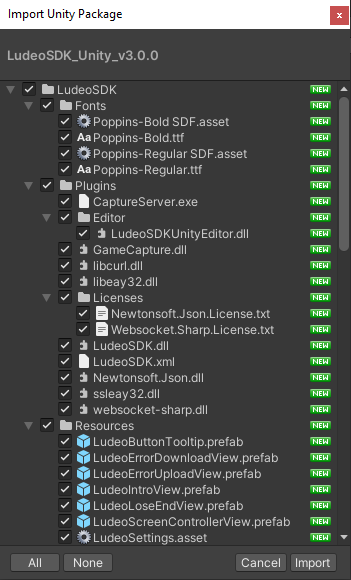 Import Unity Package
x
LudeoSDK_Unity_v3.0.0
LudeoSDK NEW
Fonts NEW
Poppins-Bold SDF.asset NEW
Aa Poppins-Bold.ttf NEW
Poppins-Regular SDF.asset NEW
Aa Poppins-Regular.ttf NEW
Plugins NEW
CaptureServer.exe NEW
Editor NEW
LudeoSDKUnityEditor.dll NEW
GameCapture.dll NEW
libcurl.dll NEW
libeay32.dll NEW
Licenses NEW
Newtonsoft.Json.License.txt NEW
Websocket.Sharp.License.txt NEW
LudeoSDK.dll NEW
LudeoSDK.xml NEW
Newtonsoft.Json.dll NEW
ssleay32.dll NEW
websocket-sharp.dll NEW
Resources NEW
LudeoButtonTooltip.prefab NEW
LudeoErrorDownloadView.prefab NEW
LudeoErrorUploadView.prefab NEW
LudeoIntroView.prefab NEW
LudeoLoseEndView.prefab NEW
LudeoScreenControllerView.prefab NEW
LudeoSettings.asset NEW
All None Cancel Import